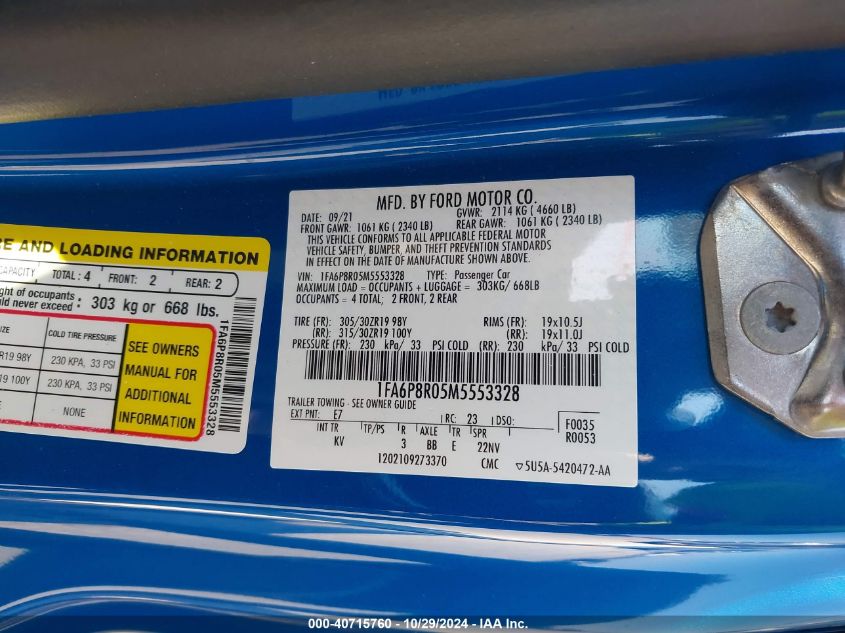 MFD. BY FORD MOTOR CO.
DATE: 09/21 GVWR: 2114 KG ( 4660 LB)
FRONT GAWR: 1061 KG ( 2340 LB) REAR GAWR: 1061 KG ( 2340 LB)
THIS VEHICLE CONFORMS TO ALL APPLICABLE FEDERAL MOTOR
VEHICLE SAFETY, BUMPER, AND THEFT PREVENTION STANDARDS
IN EFFECT ON THE DATE OF MANUFACTURE SHOWN ABOVE.
VIN: 1FA6P8R05M5553328 TYPE: Passenger Car
MAXIMUM LOAD = OCCUPANTS + LUGGAGE = 303KG/ 668LB
OCCUPANTS = 4 TOTAL; 2 FRONT, 2 REAR
TIRE (FR): 305/30ZR19 98Y RIMS (FR): 19x10.5J
(RR): 315/30ZR19 100Y (RR): 19x11.0J
PRESSURE (FR): 230 kPa/ 33 PSI COLD (RR): 230 kPa/ 33 PSI COLD
1FA6P8R05M5553328
TRAILER TOWING - SEE OWNER GUIDE
EXT PNT: E7 RC: 23 DSO: F0035
INT TR TP/PS R AXLE TR SPR R0053
KV 3 BB E 22NV
1202109273370 CMC 5U5A-5420472-AA
AND LOADING INFORMATION
CAPACITY TOTAL : 4 FRONT: 2 REAR: 2
of occupants
never exceed: 303 kg or 668 lbs.
COLD TIRE PRESSURE
98Y 230 KPA, 33 PSI
100Y 230 KPA, 33 PSI
NONE
SEE OWNERS
MANUAL FOR
ADDITIONAL
INFORMATION
1FA6P8R05M5553328
000-40715760 - 10/29/2024 - IAA Inc.